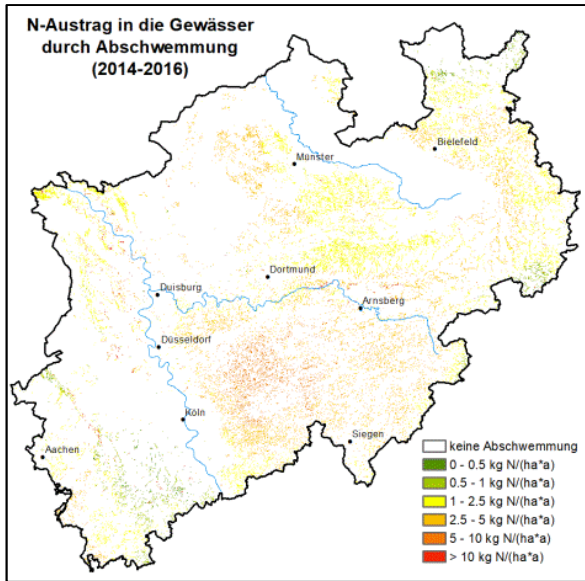 N-Austrag in die Gewässer
durch Abschwemmung
(2014-2016)
Bielefeld
Münster
Dortmund
Duisburg
Arnsberg
Düsseldorf
Köln
Siegen
Aachen
keine Abschwemmung
0 - 0.5 kg N/(ha*a)
0.5 - 1 kg N/(ha*a)
1 - 2.5 kg N/(ha*a)
2.5 - 5 kg N/(ha*a)
5 - 10 kg N/(ha*a)
> 10 kg N/(ha*a)